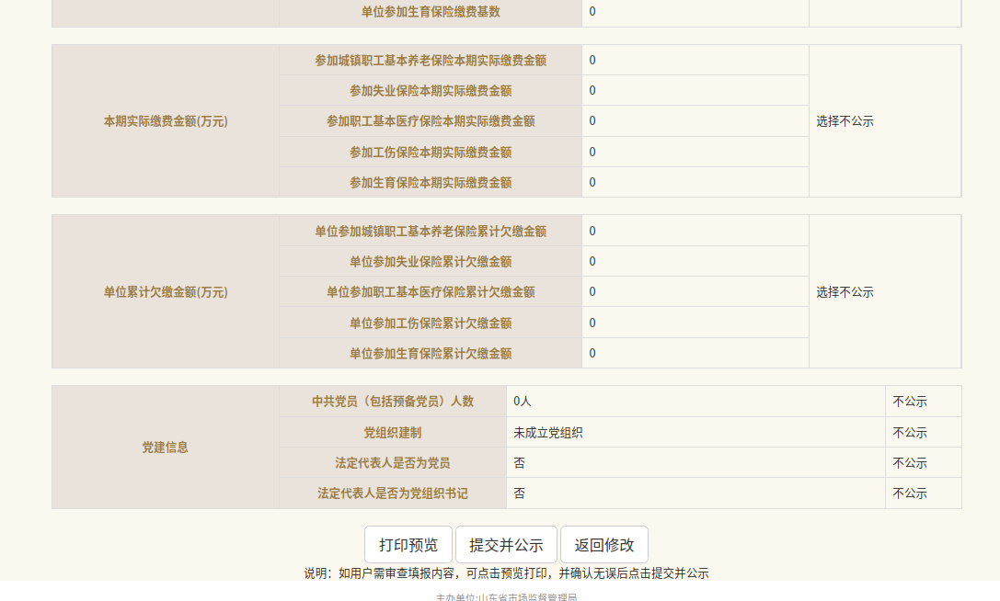 单位参加生育保险缴费基数 0
本期实际缴费金额(万元)
参加城镇职工基本养老保险本期实际缴费金额 0
参加失业保险本期实际缴费金额 0
参加职工基本医疗保险本期实际缴费金额 0
参加工伤保险本期实际缴费金额 0
参加生育保险本期实际缴费金额 0
选择不公示
单位累计欠缴金额(万元)
单位参加城镇职工基本养老保险累计欠缴金额 0
单位参加失业保险累计欠缴金额 0
单位参加职工基本医疗保险累计欠缴金额 0
单位参加工伤保险累计欠缴金额 0
单位参加生育保险累计欠缴金额 0
选择不公示
党建信息
中共党员（包括预备党员）人数 0人 不公示
党组织建制 未成立党组织 不公示
法定代表人是否为党员 否 不公示
法定代表人是否为党组织书记 否 不公示
打印预览 提交并公示 返回修改
说明：如用户需审查填报内容，可点击预览打印，并确认无误后点击提交并公示
主办单位:山东省市场监督管理局